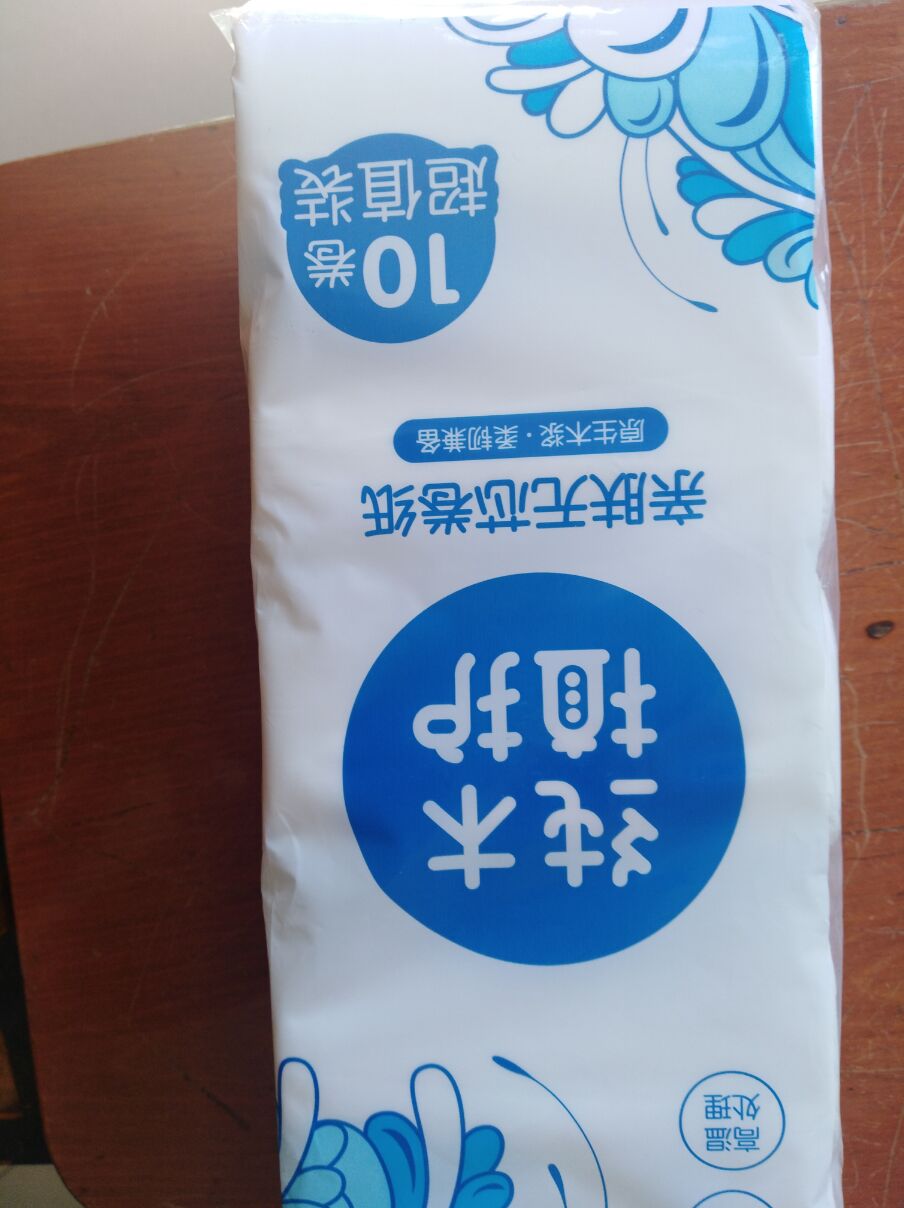 高温
处理
纯木
植护
亲肤无芯卷纸
原生木浆·柔韧兼备
10卷
超值装